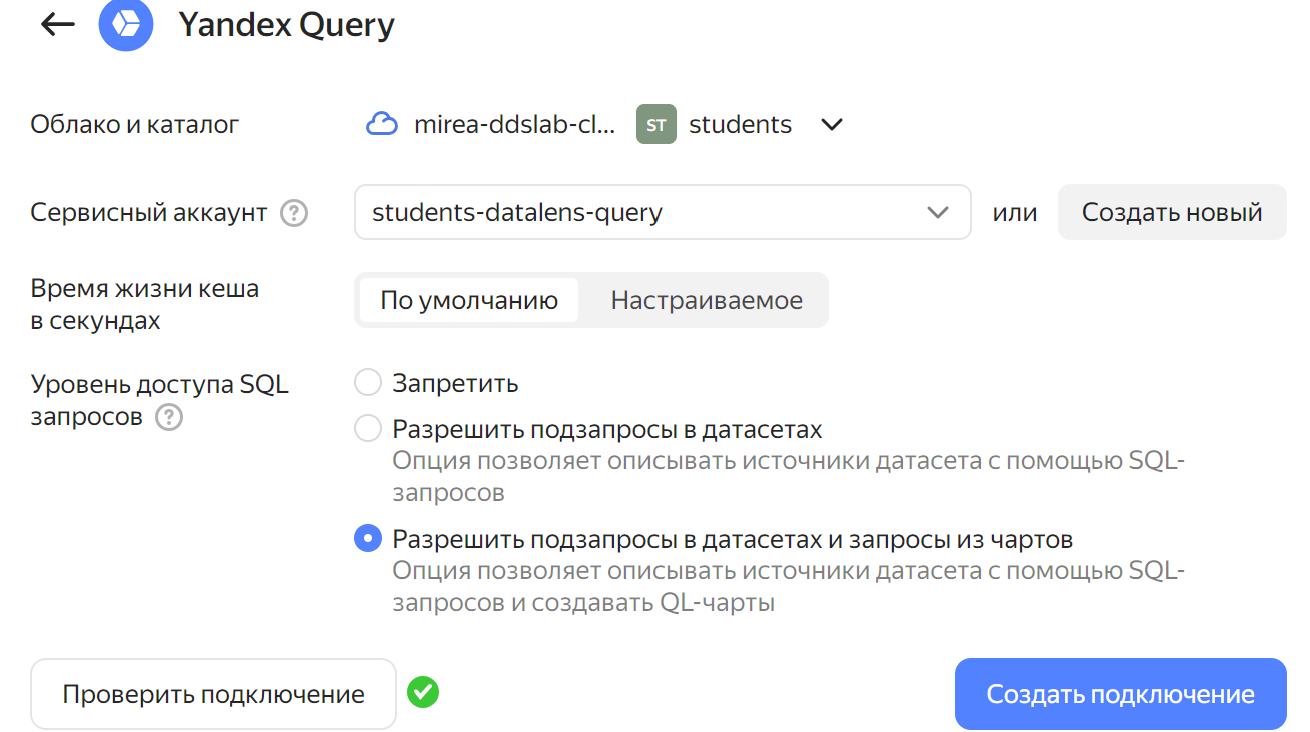 Yandex Query
Облако и каталог
mirea-ddslab-cl...
ST
students
Сервисный аккаунт ?
students-datalens-query
или
Создать новый
Время жизни кеша
в секундах
По умолчанию
Настраиваемое
Уровень доступа SQL
запросов ?
Запретить
Разрешить подзапросы в датасетах
Опция позволяет описывать источники датасета с помощью SQL-
запросов
Разрешить подзапросы в датасетах и запросы из чартов
Опция позволяет описывать источники датасета с помощью SQL-
запросов и создавать QL-чарты
Проверить подключение
Создать подключение